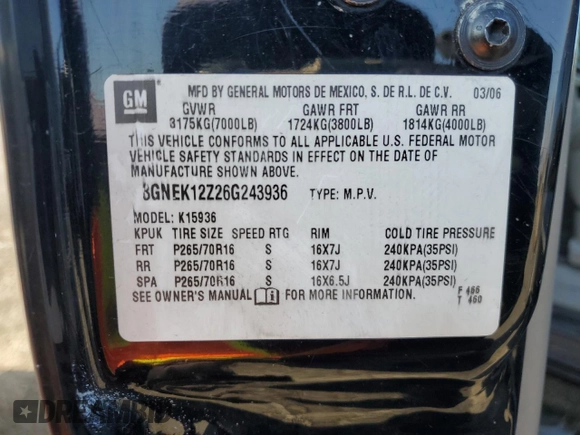 GM
MFD BY GENERAL MOTORS DE MEXICO, S. DE R.L. DE C.V. 03/06
GVWR GAWR FRT GAWR RR
3175KG(7000LB) 1724KG(3800LB) 1814KG(4000LB)
THIS VEHICLE CONFORMS TO ALL APPLICABLE U.S. FEDERAL MOTOR
VEHICLE SAFETY STANDARDS IN EFFECT ON THE DATE OF
MANUFACTURE SHOWN ABOVE.
3GNEK12Z26G243936 TYPE: M.P.V.
MODEL: K15936
KPUK TIRE SIZE SPEED RTG RIM COLD TIRE PRESSURE
FRT P265/70R16 S 16X7J 240KPA(35PSI)
RR P265/70R16 S 16X7J 240KPA(35PSI)
SPA P265/70R16 S 16X6.5J 240KPA(35PSI)
SEE OWNER'S MANUAL FOR MORE INFORMATION.
F 486
T 460